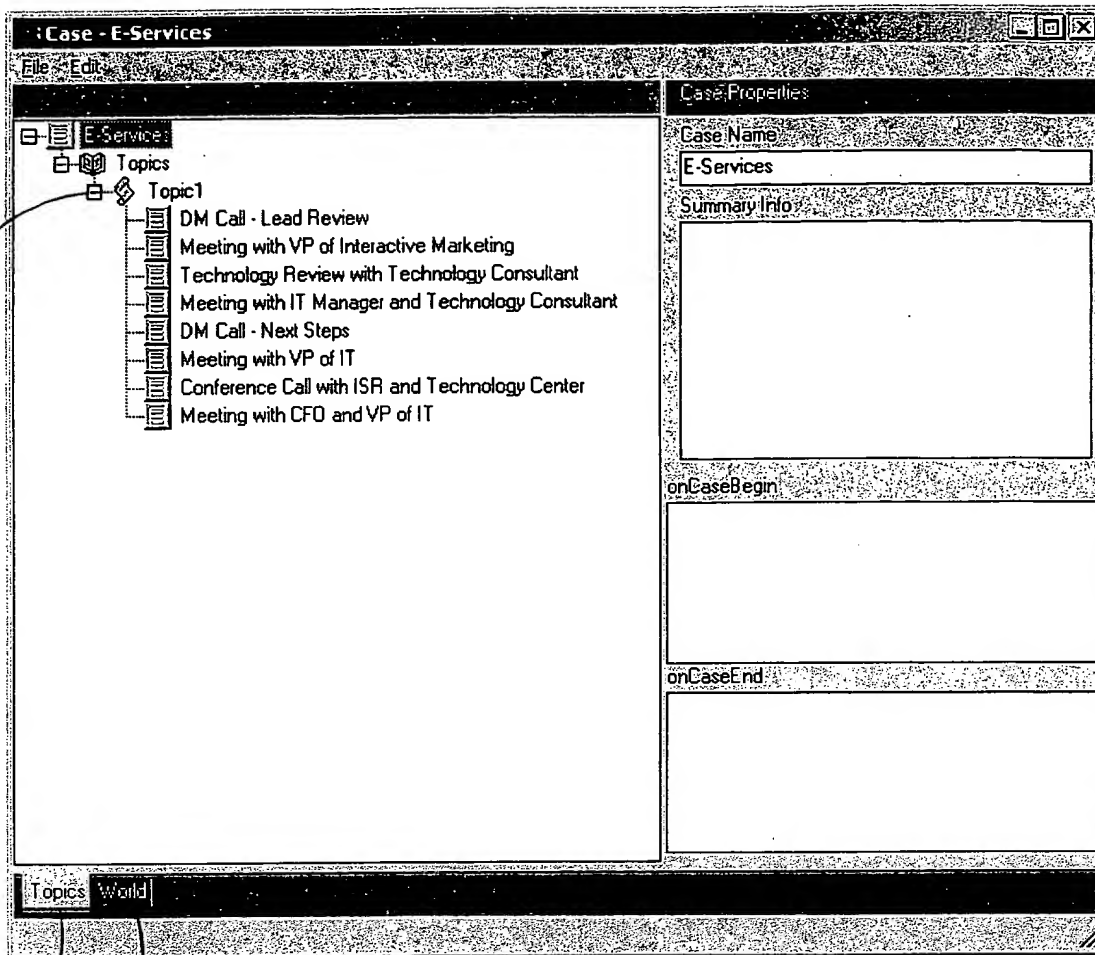 Case - E-Services
File Edit
E-Services
Topics
Topic1
DM Call - Lead Review
Meeting with VP of Interactive Marketing
Technology Review with Technology Consultant
Meeting with IT Manager and Technology Consultant
DM Call - Next Steps
Meeting with VP of IT
Conference Call with ISR and Technology Center
Meeting with CFO and VP of IT
Case Properties
Case Name
E-Services
Summary Info
onCaseBegin
onCaseEnd
Topics World